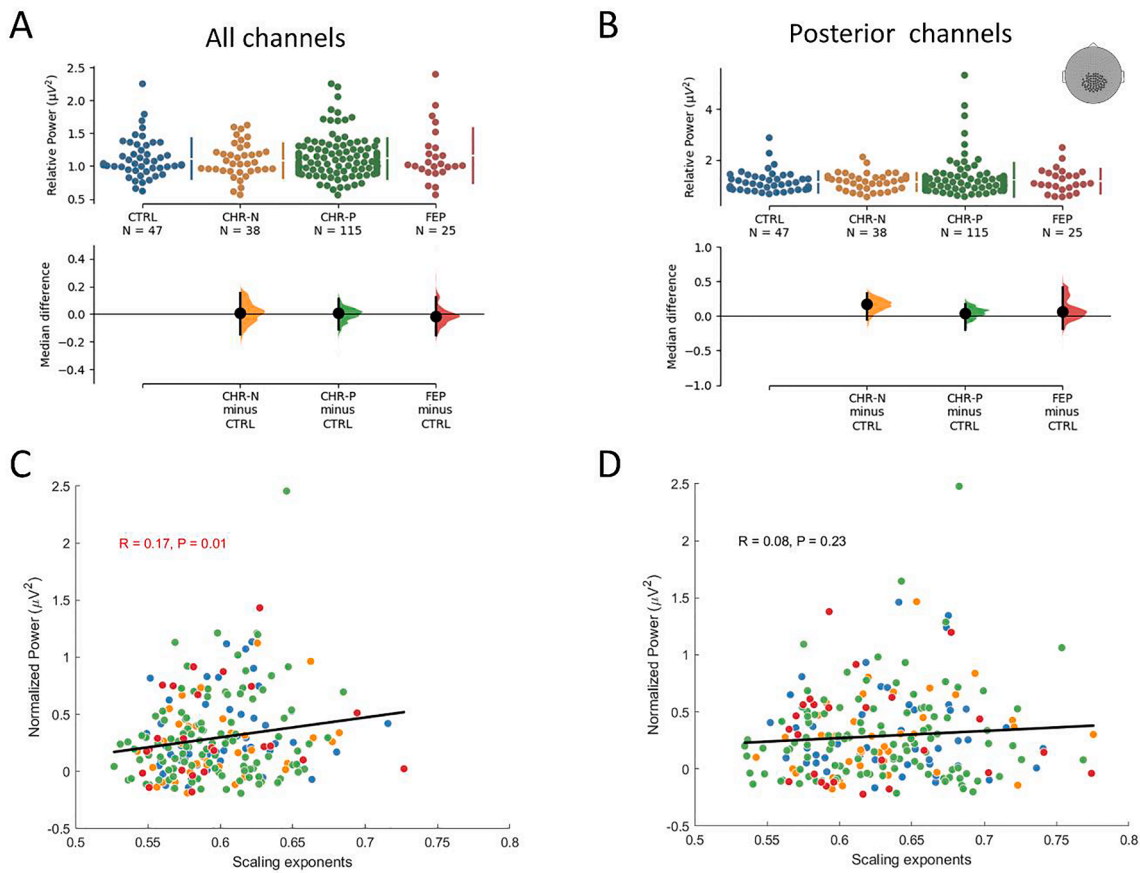 A
All channels
Relative Power (μV²)
2.5
2.0
1.5
1.0
0.5
CTRL
N = 47
CHR-N
N = 38
CHR-P
N = 115
FEP
N = 25
Median difference
0.4
0.2
0.0
−0.2
−0.4
CHR-N
minus
CTRL
CHR-P
minus
CTRL
FEP
minus
CTRL
B
Posterior channels
Relative Power (μV²)
4
2
CTRL
N = 47
CHR-N
N = 38
CHR-P
N = 115
FEP
N = 25
Median difference
1.0
0.5
0.0
−0.5
−1.0
CHR-N
minus
CTRL
CHR-P
minus
CTRL
FEP
minus
CTRL
C
Normalized Power (μV²)
2.5
2
1.5
1
0.5
0
-0.5
R = 0.17, P = 0.01
0.5 0.55 0.6 0.65 0.7 0.75 0.8
Scaling exponents
D
Normalized Power (μV²)
2.5
2
1.5
1
0.5
0
-0.5
R = 0.08, P = 0.23
0.5 0.55 0.6 0.65 0.7 0.75 0.8
Scaling exponents